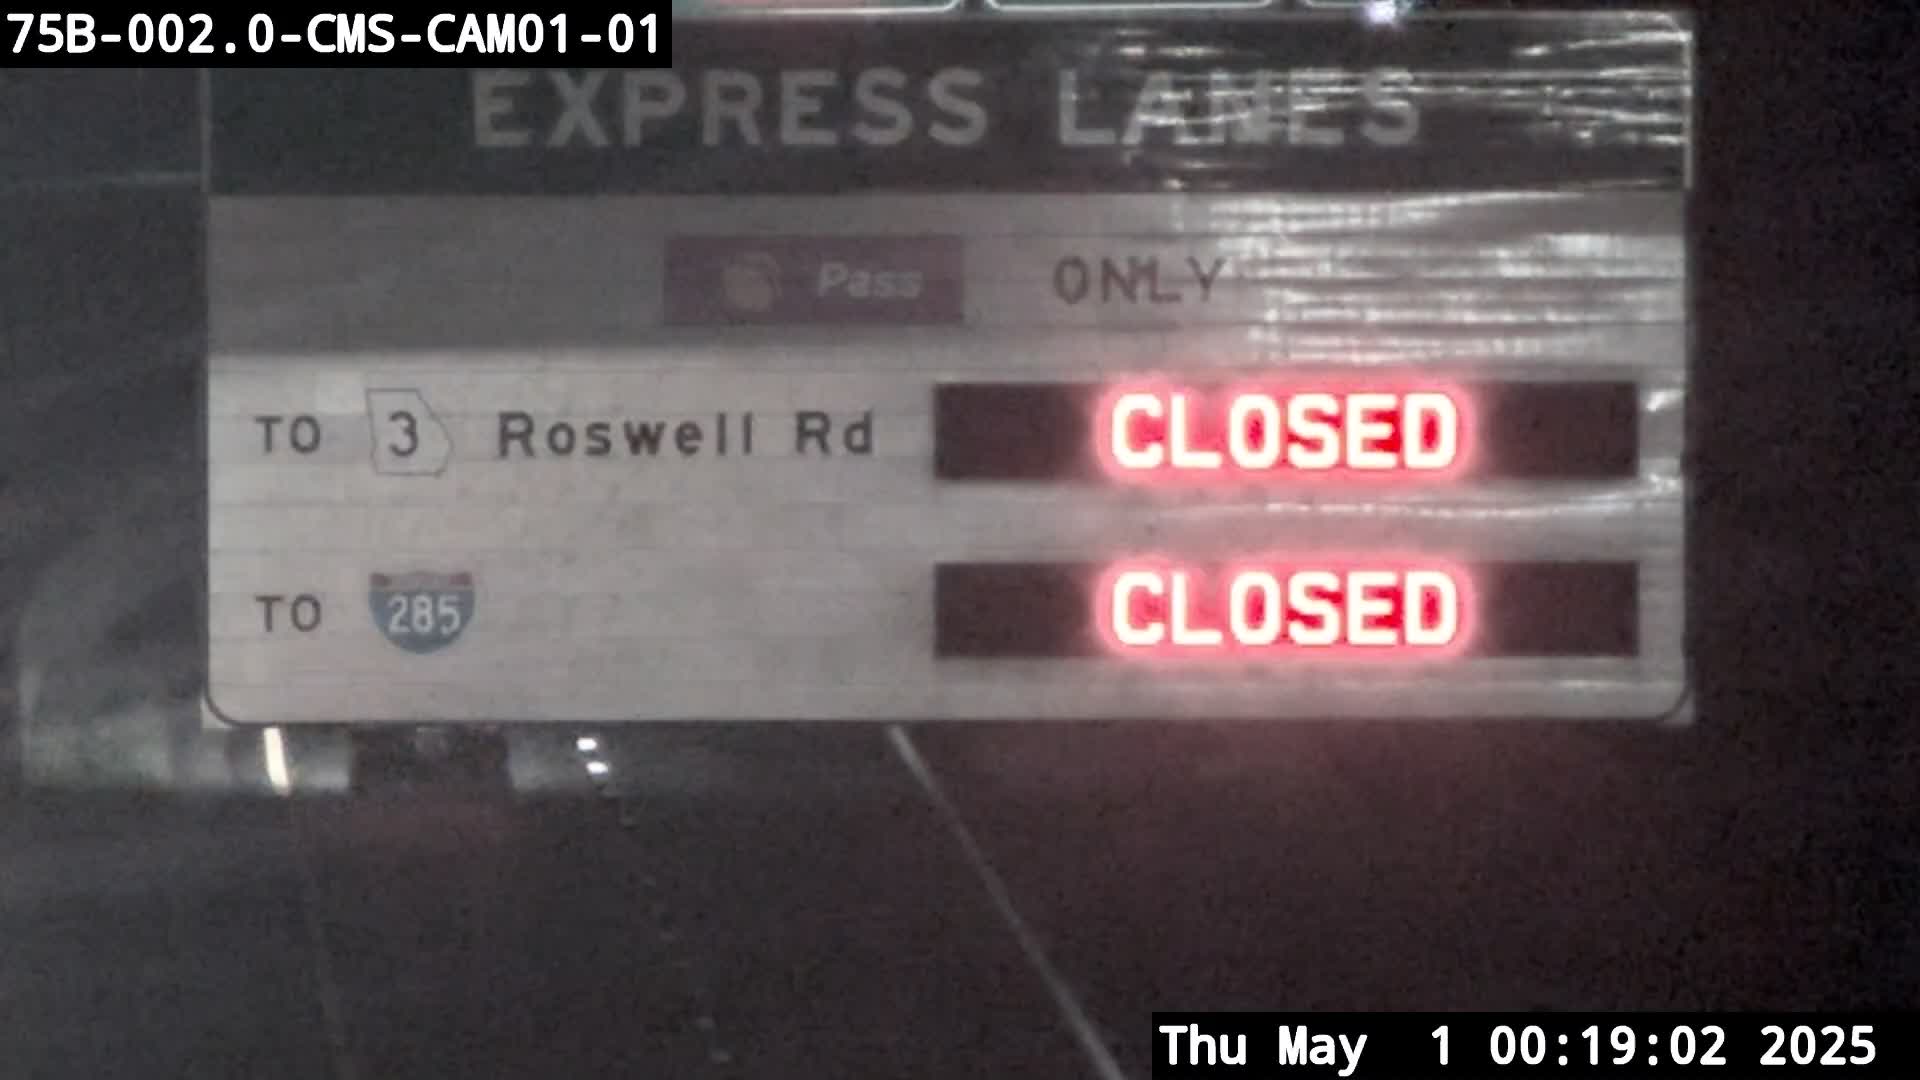 75B-002.0-CMS-CAM01-01
EXPRESS LANES
Pass ONLY
TO 3 Roswell Rd CLOSED
TO 285 CLOSED
Thu May 1 00:19:02 2025